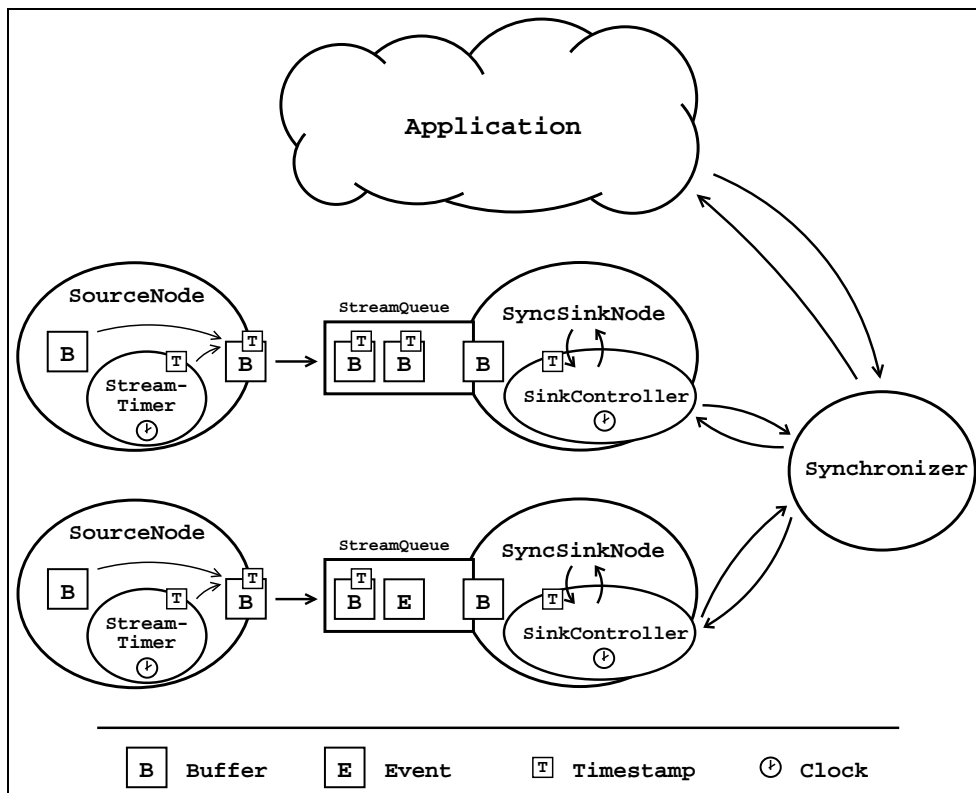 Application
SourceNode
B
T
Stream-
Timer
T
B
StreamQueue
T
B
T
B
B
SyncSinkNode
T
SinkController
Synchronizer
SourceNode
B
T
Stream-
Timer
T
B
StreamQueue
T
B
E
B
SyncSinkNode
T
SinkController
B Buffer
E Event
T Timestamp
Clock